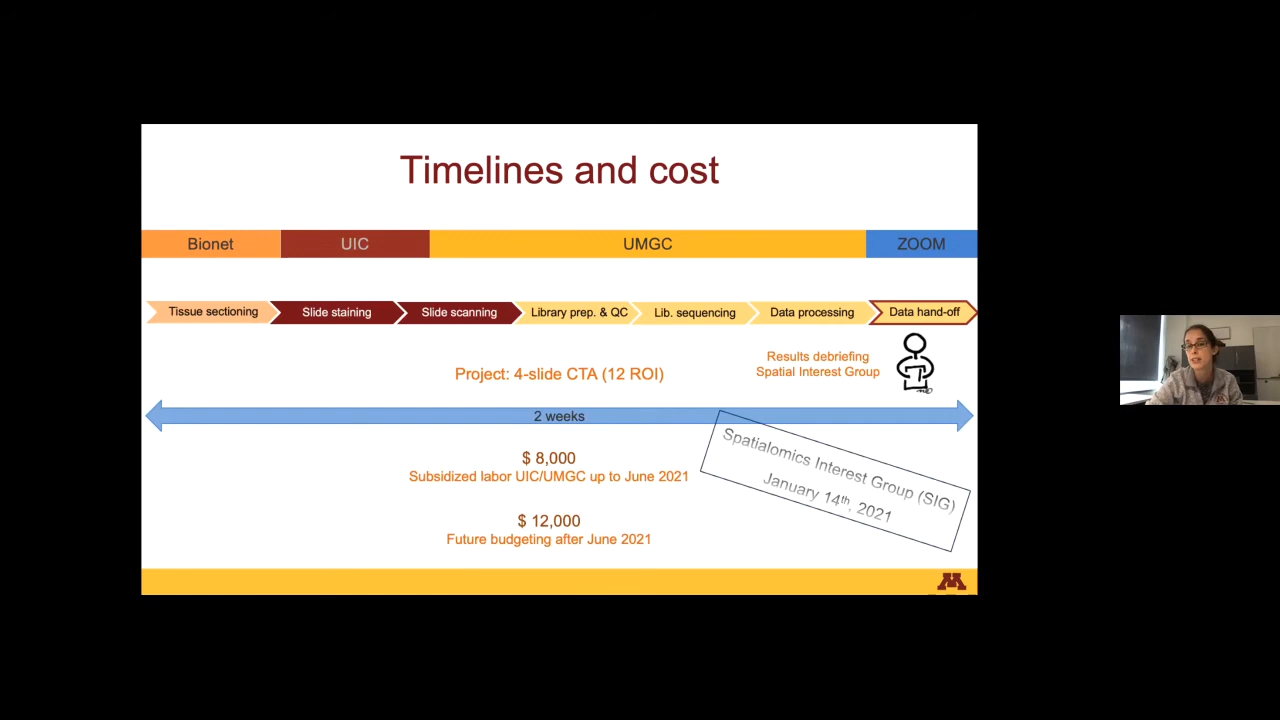 Timelines and cost
Bionet
UIC
UMGC
ZOOM
Tissue sectioning
Slide staining
Slide scanning
Library prep. & QC
Lib. sequencing
Data processing
Data hand-off
Results debriefing
Spatial Interest Group
Project: 4-slide CTA (12 ROI)
2 weeks
$ 8,000
Subsidized labor UIC/UMGC up to June 2021
$ 12,000
Future budgeting after June 2021
Spatialomics Interest Group (SIG)
January 14th, 2021